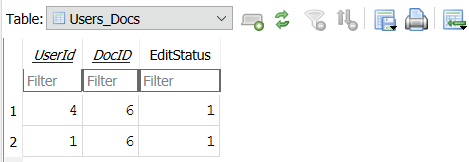 Table: Users_Docs
UserId DocID EditStatus
Filter Filter Filter
1 4 6 1
2 1 6 1